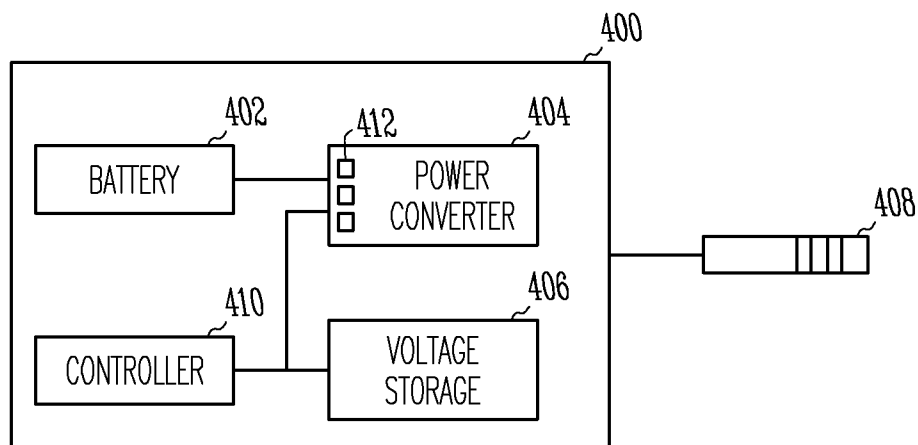 400
402
412
404
BATTERY
POWER
CONVERTER
408
410
406
CONTROLLER
VOLTAGE
STORAGE